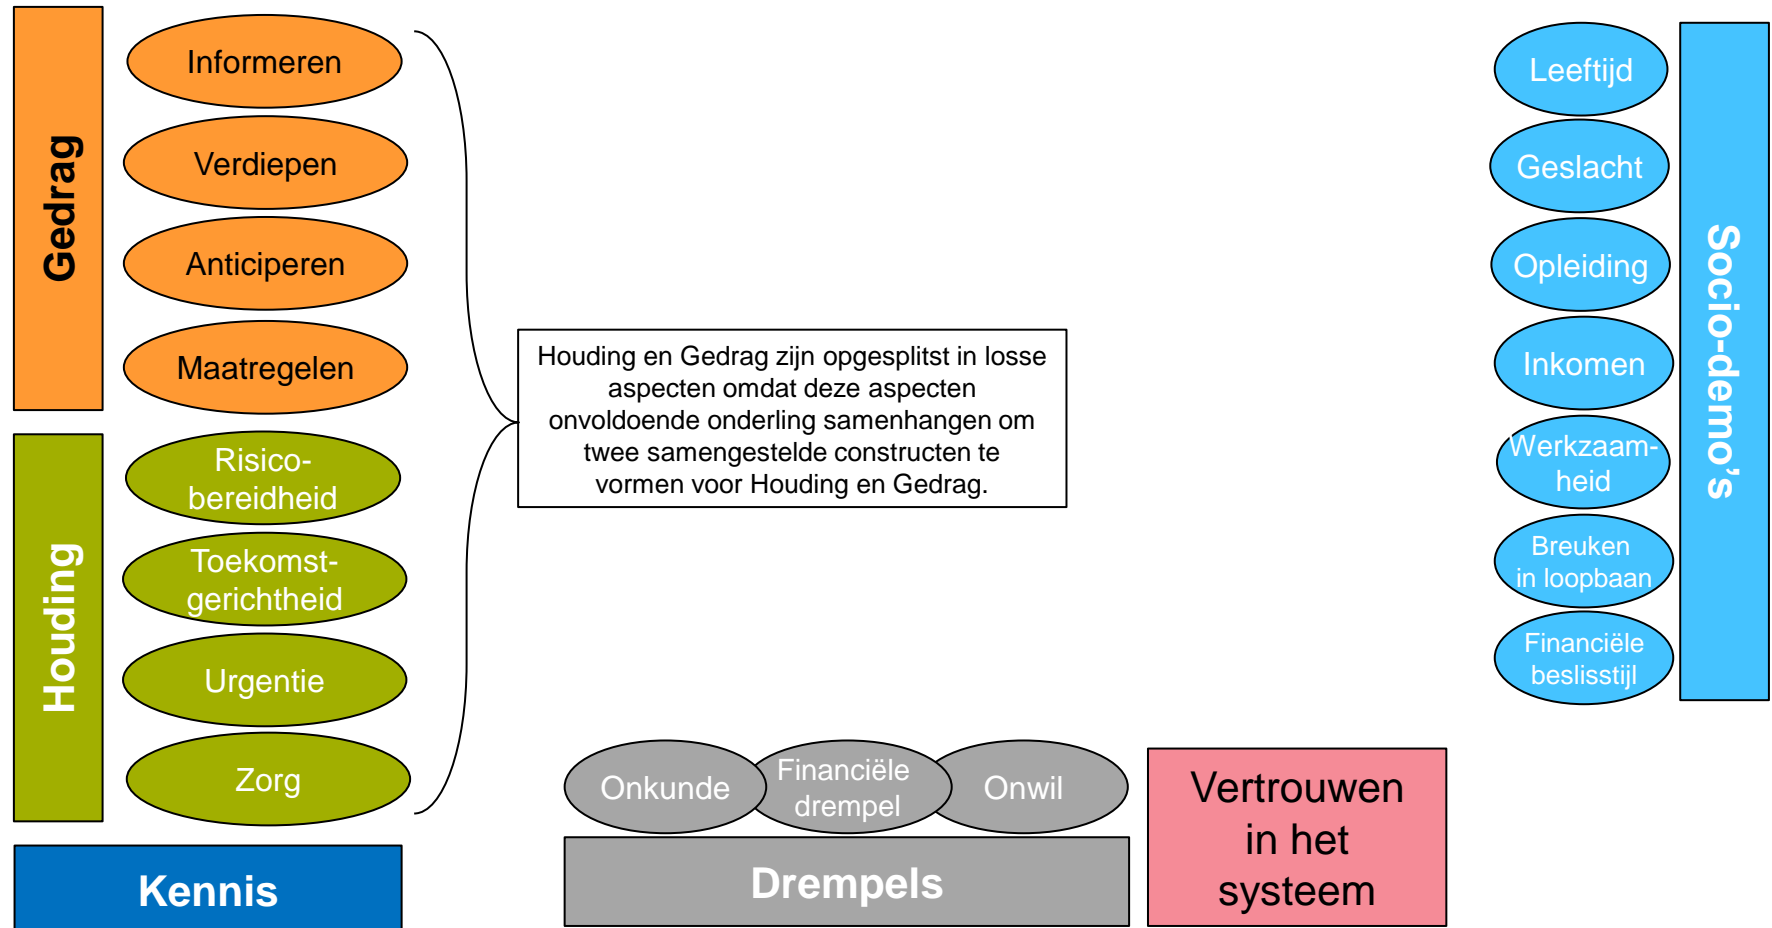 Gedrag
Informeren
Verdiepen
Anticiperen
Maatregelen
Houding
Risico-
bereidheid
Toekomst-
gerichtheid
Urgentie
Zorg
Kennis
Houding en Gedrag zijn opgesplitst in losse
aspecten omdat deze aspecten
onvoldoende onderling samenhangen om
twee samengestelde constructen te
vormen voor Houding en Gedrag.
Onkunde
Financiële
drempel
Onwil
Drempels
Vertrouwen
in het
systeem
Leeftijd
Geslacht
Opleiding
Inkomen
Werkzaam-
heid
Breuken
in loopbaan
Financiële
beslisstijl
Socio-demo’s